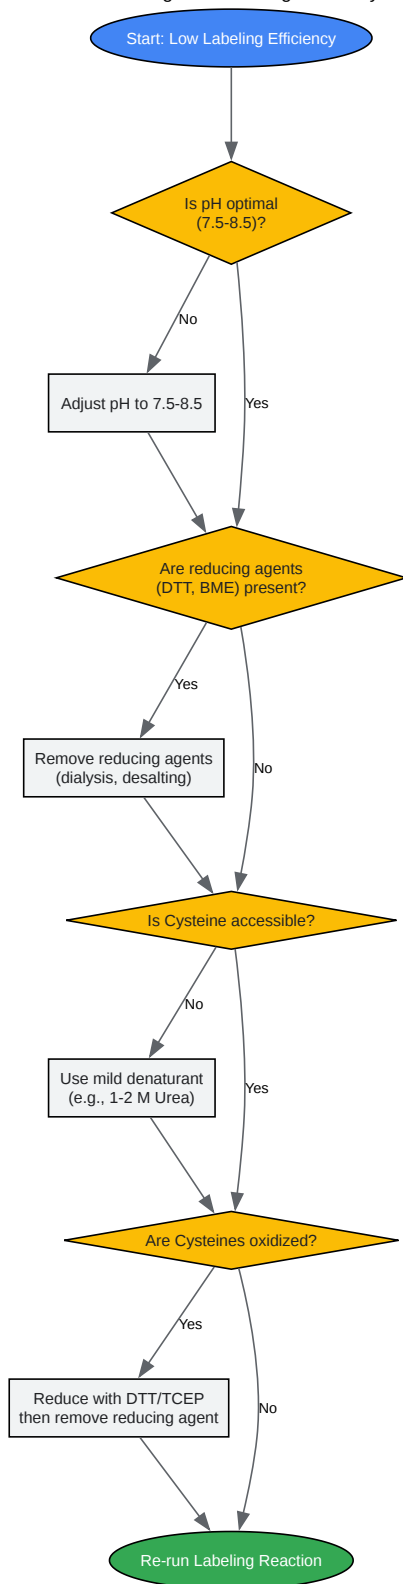 Start: Low Labeling Efficiency
Is pH optimal
(7.5-8.5)?
No
Adjust pH to 7.5-8.5
Yes
Are reducing agents
(DTT, BME) present?
Yes
Remove reducing agents
(dialysis, desalting)
No
Is Cysteine accessible?
No
Use mild denaturant
(e.g., 1-2 M Urea)
Yes
Are Cysteines oxidized?
Yes
Reduce with DTT/TCEP
then remove reducing agent
No
Re-run Labeling Reaction